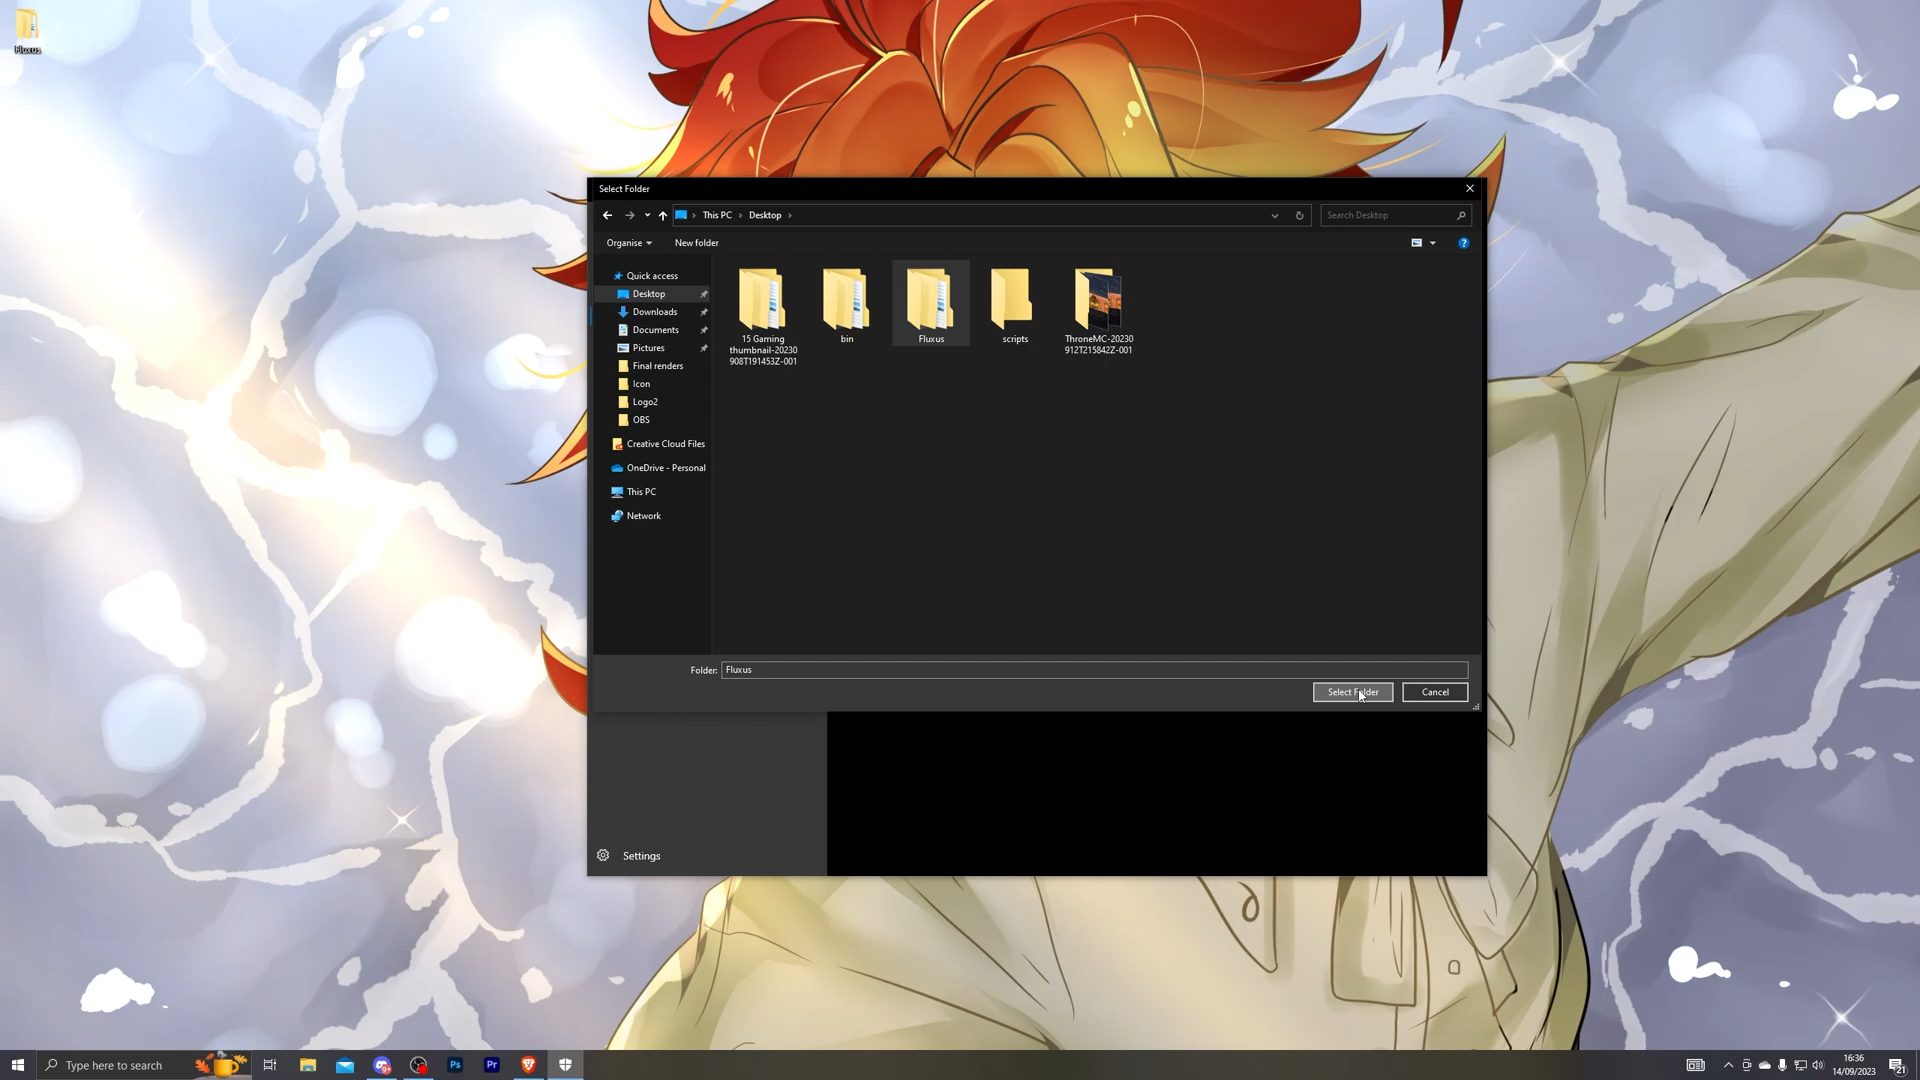 Fluxus
Select Folder
This PC
Desktop
Search Desktop
Organise
New folder
Quick access
Desktop
Downloads
Documents
Pictures
Final renders
Icon
Logo2
OBS
Creative Cloud Files
OneDrive - Personal
This PC
Network
15 Gaming
thumbnail-20230
908T191453Z-001
bin
Fluxus
scripts
ThroneMC-20230
912T215842Z-001
Folder: Fluxus
Select Folder
Cancel
Settings
Type here to search
Ps
Pr
16:36
14/09/2023
21